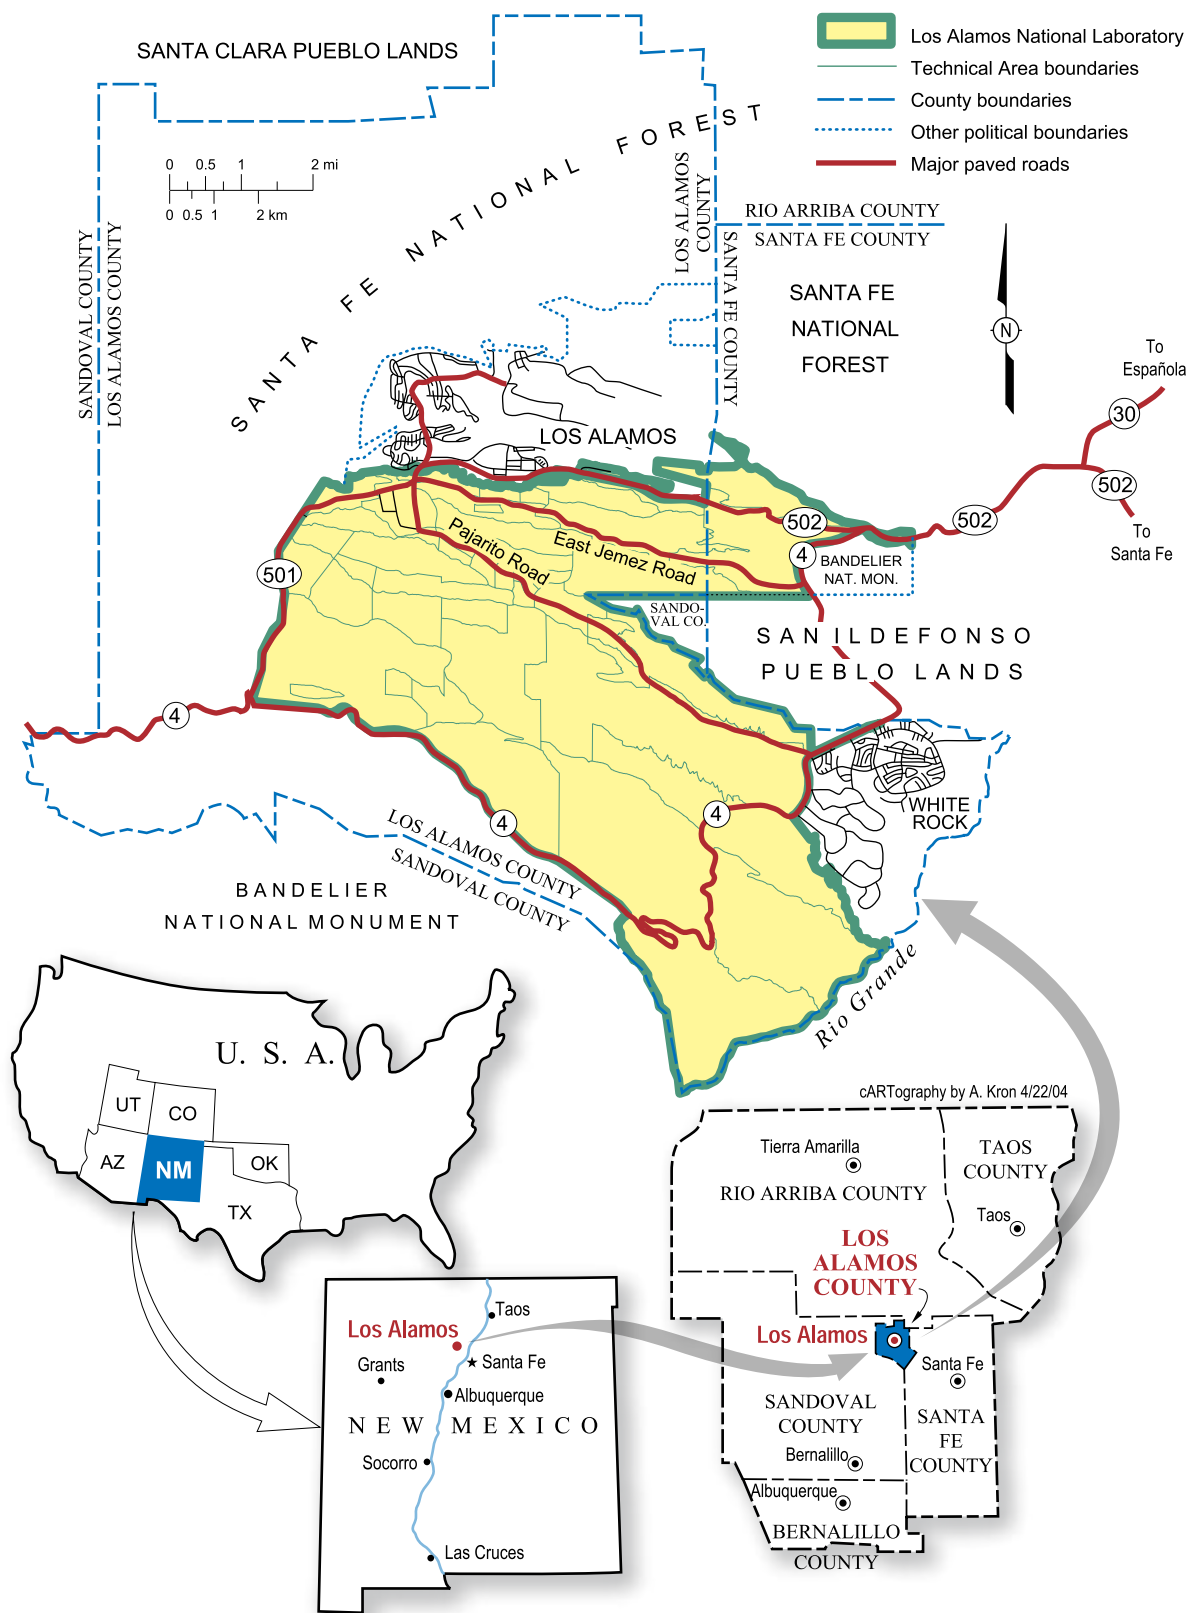 SANTA CLARA PUEBLO LANDS
Los Alamos National Laboratory
Technical Area boundaries
County boundaries
Other political boundaries
Major paved roads
0 0.5 1 2 mi
0 0.5 1 2 km
SANTA FE NATIONAL FOREST
SANDOVAL COUNTY
LOS ALAMOS COUNTY
LOS ALAMOS
COUNTY
SANTA FE COUNTY
SANTA FE COUNTY
RIO ARRIBA COUNTY
SANTA FE COUNTY
SANTA FE
NATIONAL
FOREST
N
To
Española
30
502
To
Santa Fe
502
502
4
LOS ALAMOS
BANDELIER
NAT. MON.
East Jemez Road
Pajarito Road
501
SANDO-
VAL CO.
SAN ILDEFONSO
PUEBLO LANDS
4
4
4
WHITE
ROCK
LOS ALAMOS COUNTY
SANDOVAL COUNTY
BANDELIER
NATIONAL MONUMENT
Rio Grande
U. S. A.
UT
CO
AZ
NM
OK
TX
cARTography by A. Kron 4/22/04
Tierra Amarilla
RIO ARRIBA COUNTY
TAOS
COUNTY
Taos
LOS
ALAMOS
COUNTY
Los Alamos
Santa Fe
SANDOVAL
COUNTY
SANTA
FE
COUNTY
Bernalillo
Albuquerque
BERNALILLO
COUNTY
Taos
Los Alamos
Santa Fe
Grants
Albuquerque
NEW MEXICO
Socorro
Las Cruces